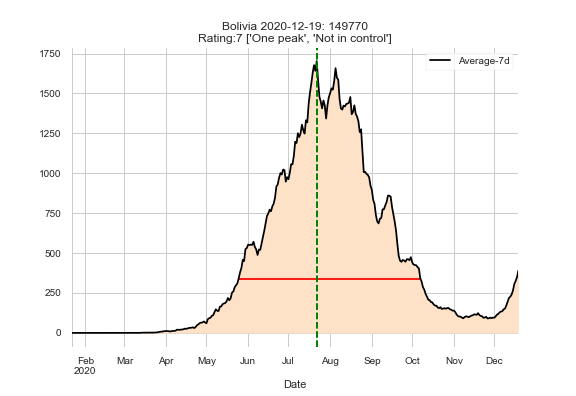 Bolivia 2020-12-19: 149770
Rating:7 ['One peak', 'Not in control']
Average-7d
1750
1500
1250
1000
750
500
250
0
Feb Mar Apr May Jun Jul Aug Sep Oct Nov Dec
2020
Date